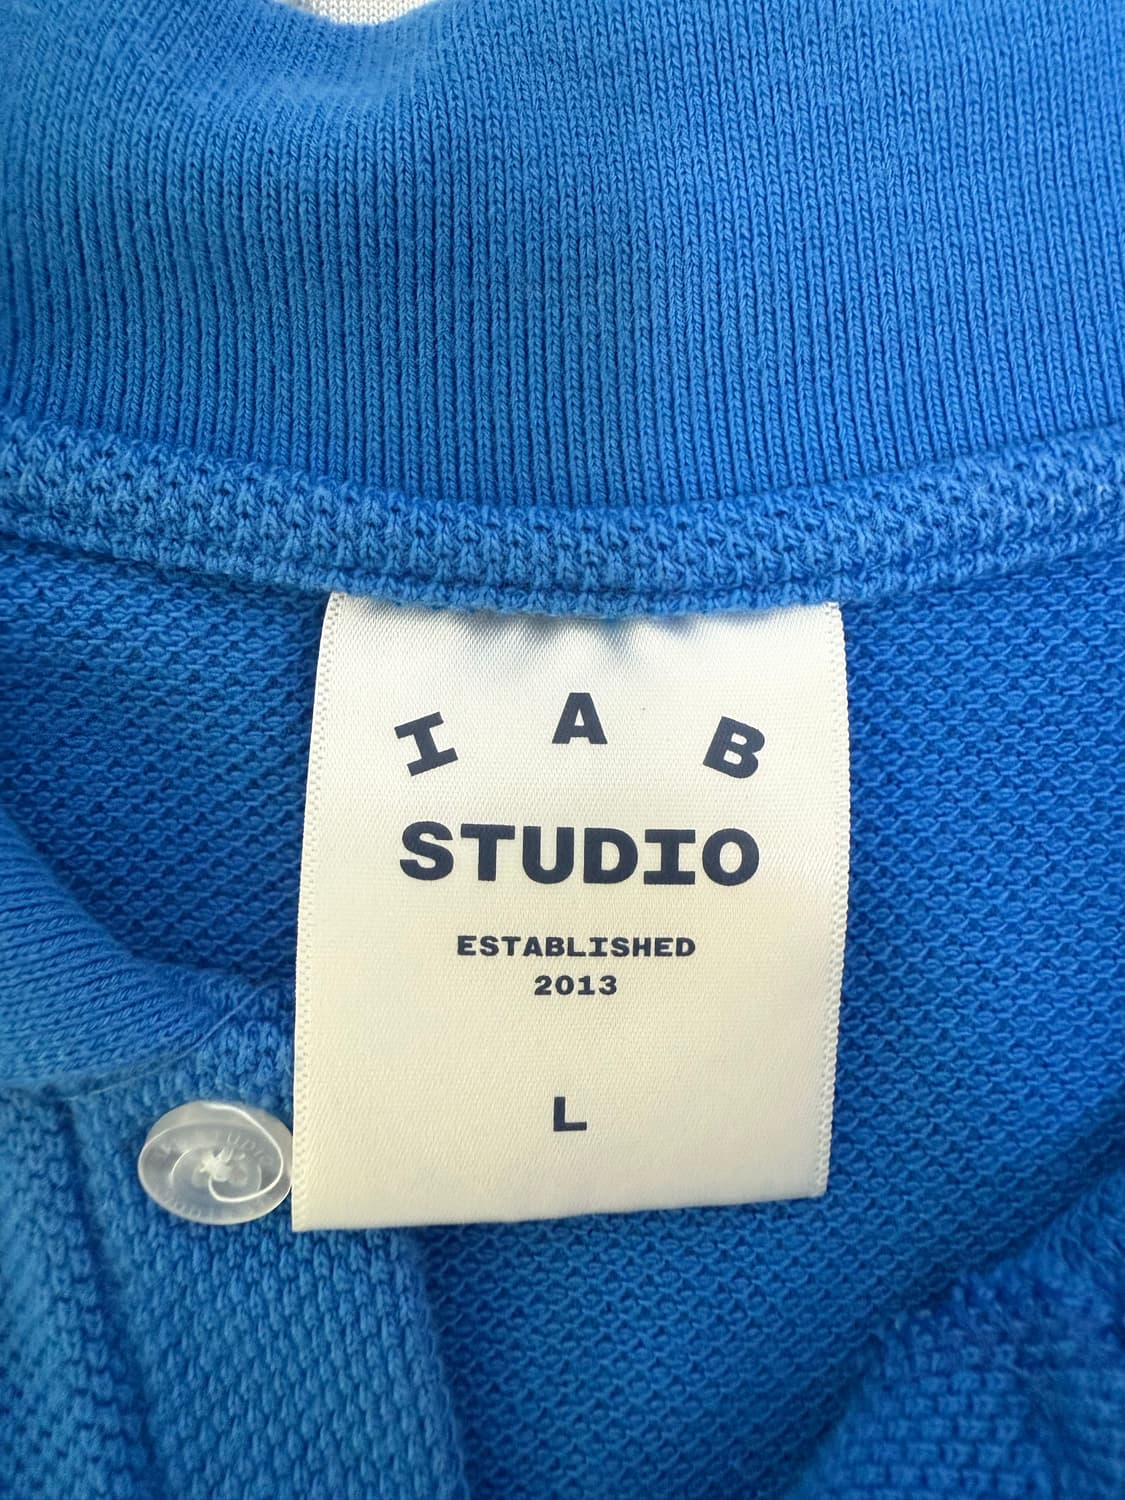 I A B
STUDIO
ESTABLISHED
2013
L